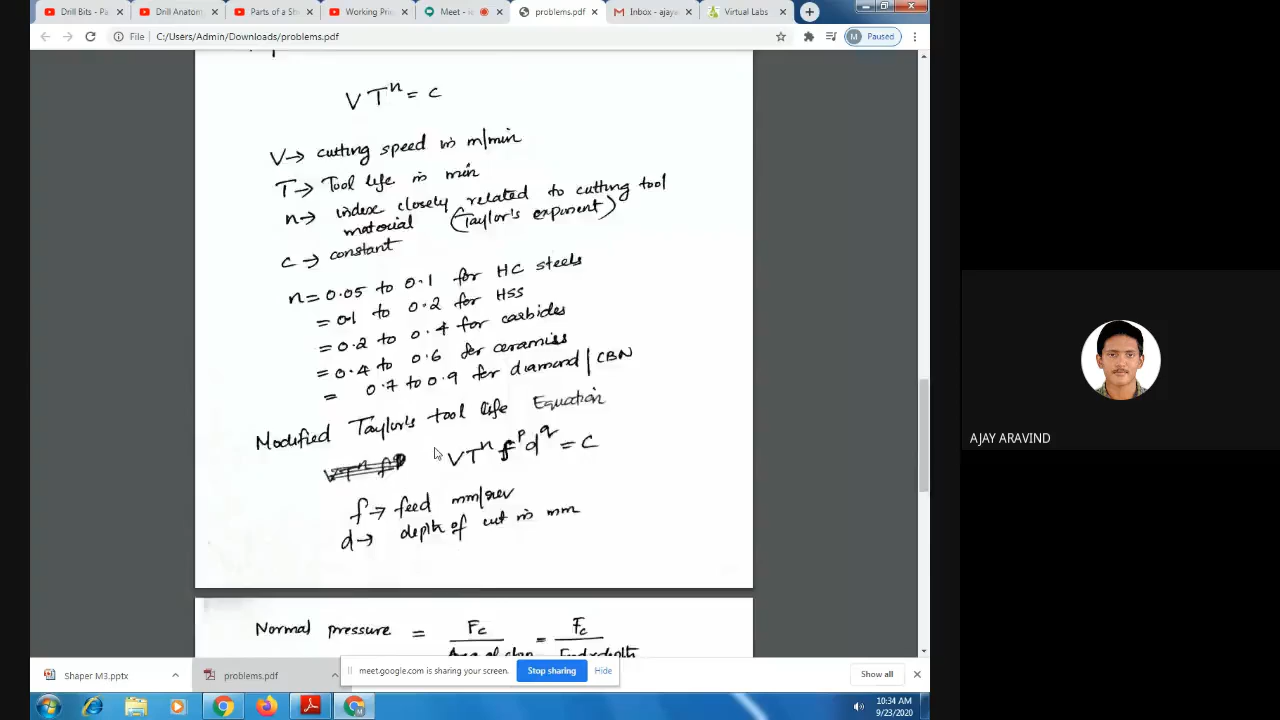 Drill Bits - Pa
Drill Anatom
Parts of a Sh
Working Prin
Meet - i
problems.pdf
Inbox - ajay
Virtual Labs
File
C:/Users/Admin/Downloads/problems.pdf
M
Paused
V Tⁿ = c
V → cutting speed in m/min
T → Tool life in min
n → index closely related to cutting tool
material (Taylor's exponent)
c → constant
n = 0.05 to 0.1 for HC steels
= 0.1 to 0.2 for HSS
= 0.2 to 0.4 for carbides
= 0.4 to 0.6 for ceramics
= 0.7 to 0.9 for diamond | CBN
Modified Taylor's tool life Equation
VTⁿ f^p d^q = C
f → feed mm/rev
d → depth of cut in mm
Normal pressure = Fc = Fc
AJAY ARAVIND
meet.google.com is sharing your screen.
Stop sharing
Hide
Shaper M3.pptx
problems.pdf
Show all
10:34 AM
9/23/2020